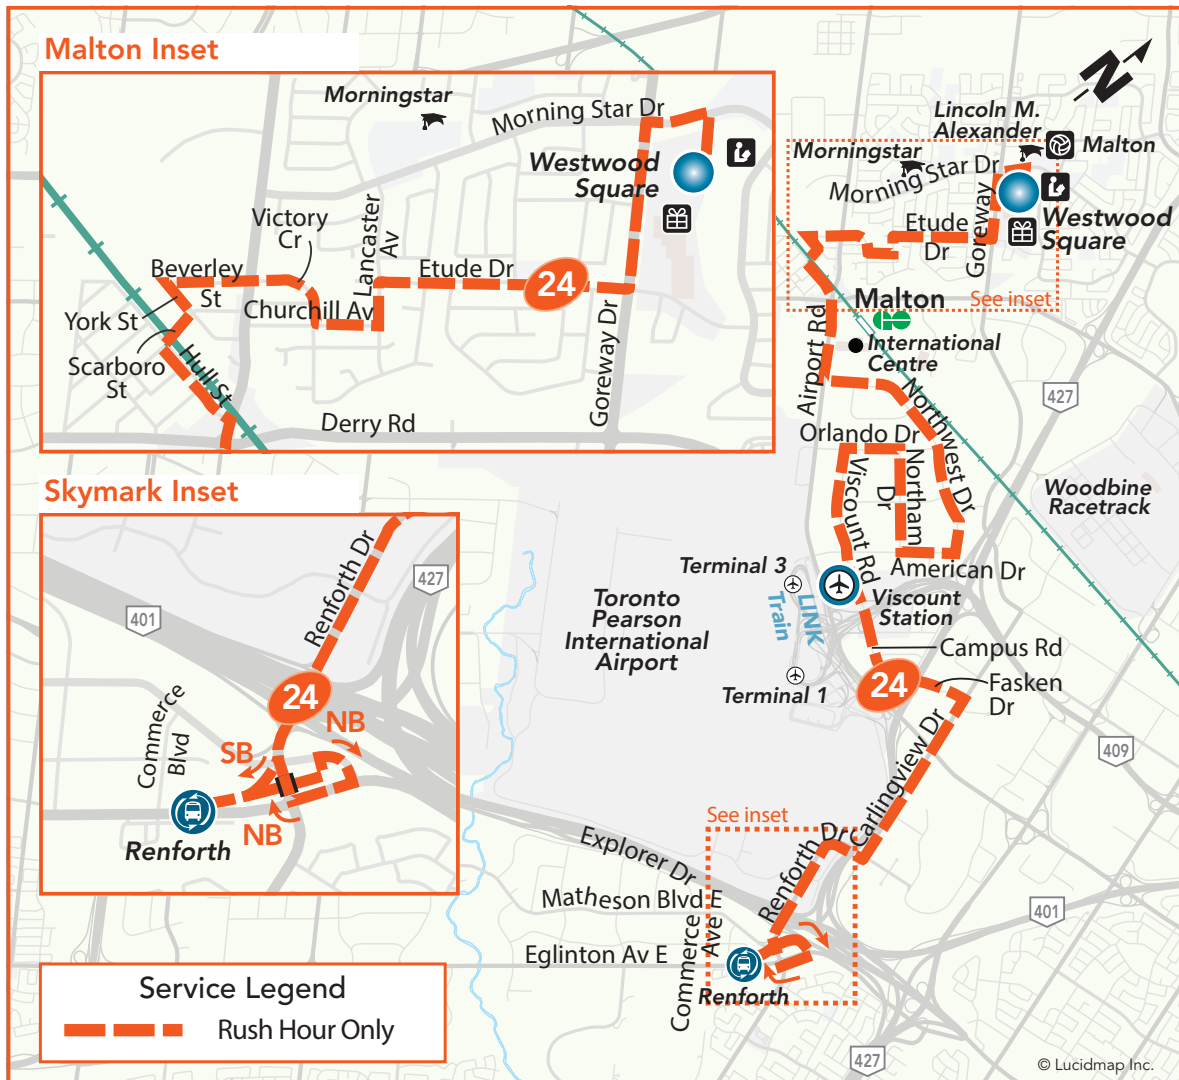 Malton Inset
Morningstar
Morning Star Dr
Westwood
Square
Victory
Cr
Lancaster
Av
Beverley
St
Etude Dr
24
Churchill Av
York St
Scarboro
St
Hull St
Goreway Dr
Derry Rd
N
Lincoln M.
Alexander
Malton
Morningstar
Morning Star Dr
Goreway
Etude
Dr
Westwood
Square
See inset
Malton
GO
International
Centre
Airport Rd
427
Northwest Dr
Orlando Dr
Viscount Rd
Northam
Dr
Woodbine
Racetrack
American Dr
Terminal 3
LINK
Train
Viscount
Station
Toronto
Pearson
International
Airport
Campus Rd
Terminal 1
24
Fasken
Dr
409
Carlingview Dr
See inset
Renforth Dr
Explorer Dr
Matheson Blvd E
Commerce
Ave
Eglinton Av E
Renforth
401
427
Skymark Inset
Renforth Dr
427
401
24
Commerce
Blvd
NB
SB
NB
Renforth
Service Legend
Rush Hour Only
© Lucidmap Inc.